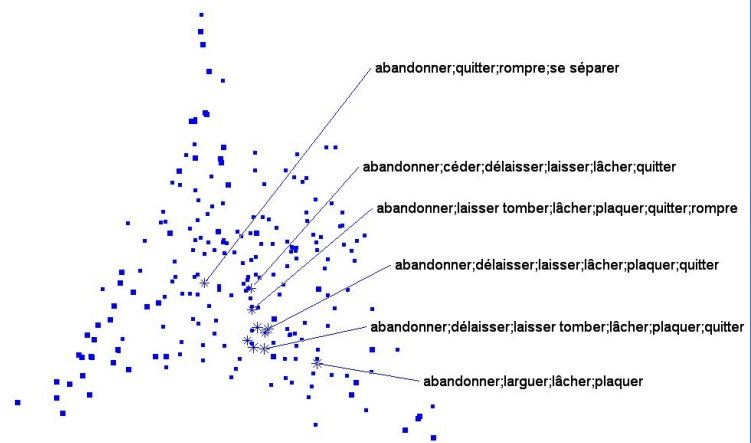 abandonner;quitter;rompre;se séparer
abandonner;céder;délaisser;laisser;lâcher;quitter
abandonner;laisser tomber;lâcher;plaquer;quitter;rompre
abandonner;délaisser;laisser;lâcher;plaquer;quitter
abandonner;délaisser;laisser tomber;lâcher;plaquer;quitter
abandonner;larguer;lâcher;plaquer